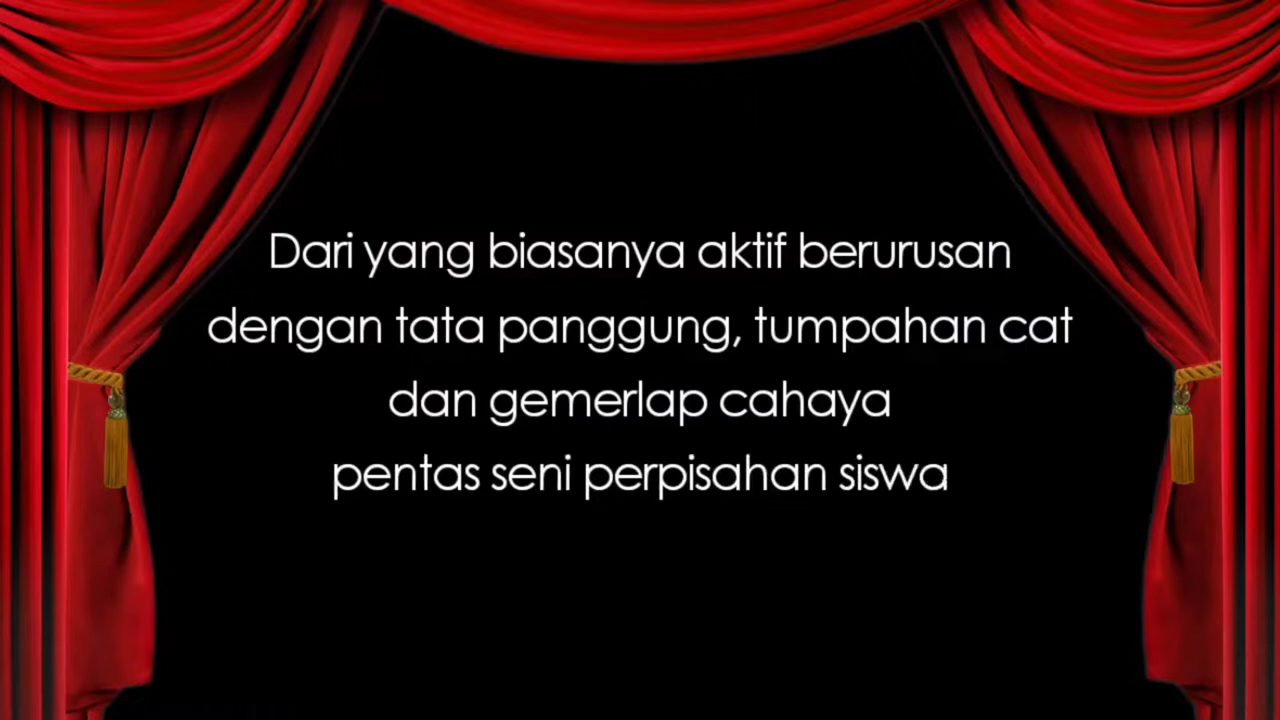 Dari yang biasanya aktif berurusan
dengan tata panggung, tumpahan cat
dan gemerlap cahaya
pentas seni perpisahan siswa